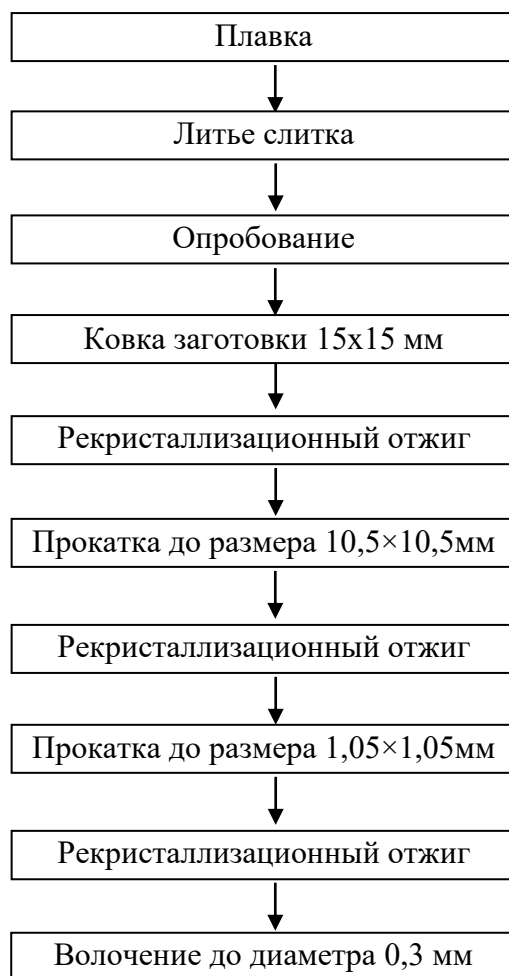 Плавка
Литье слитка
Опробование
Ковка заготовки 15х15 мм
Рекристаллизационный отжиг
Прокатка до размера 10,5×10,5мм
Рекристаллизационный отжиг
Прокатка до размера 1,05×1,05мм
Рекристаллизационный отжиг
Волочение до диаметра 0,3 мм